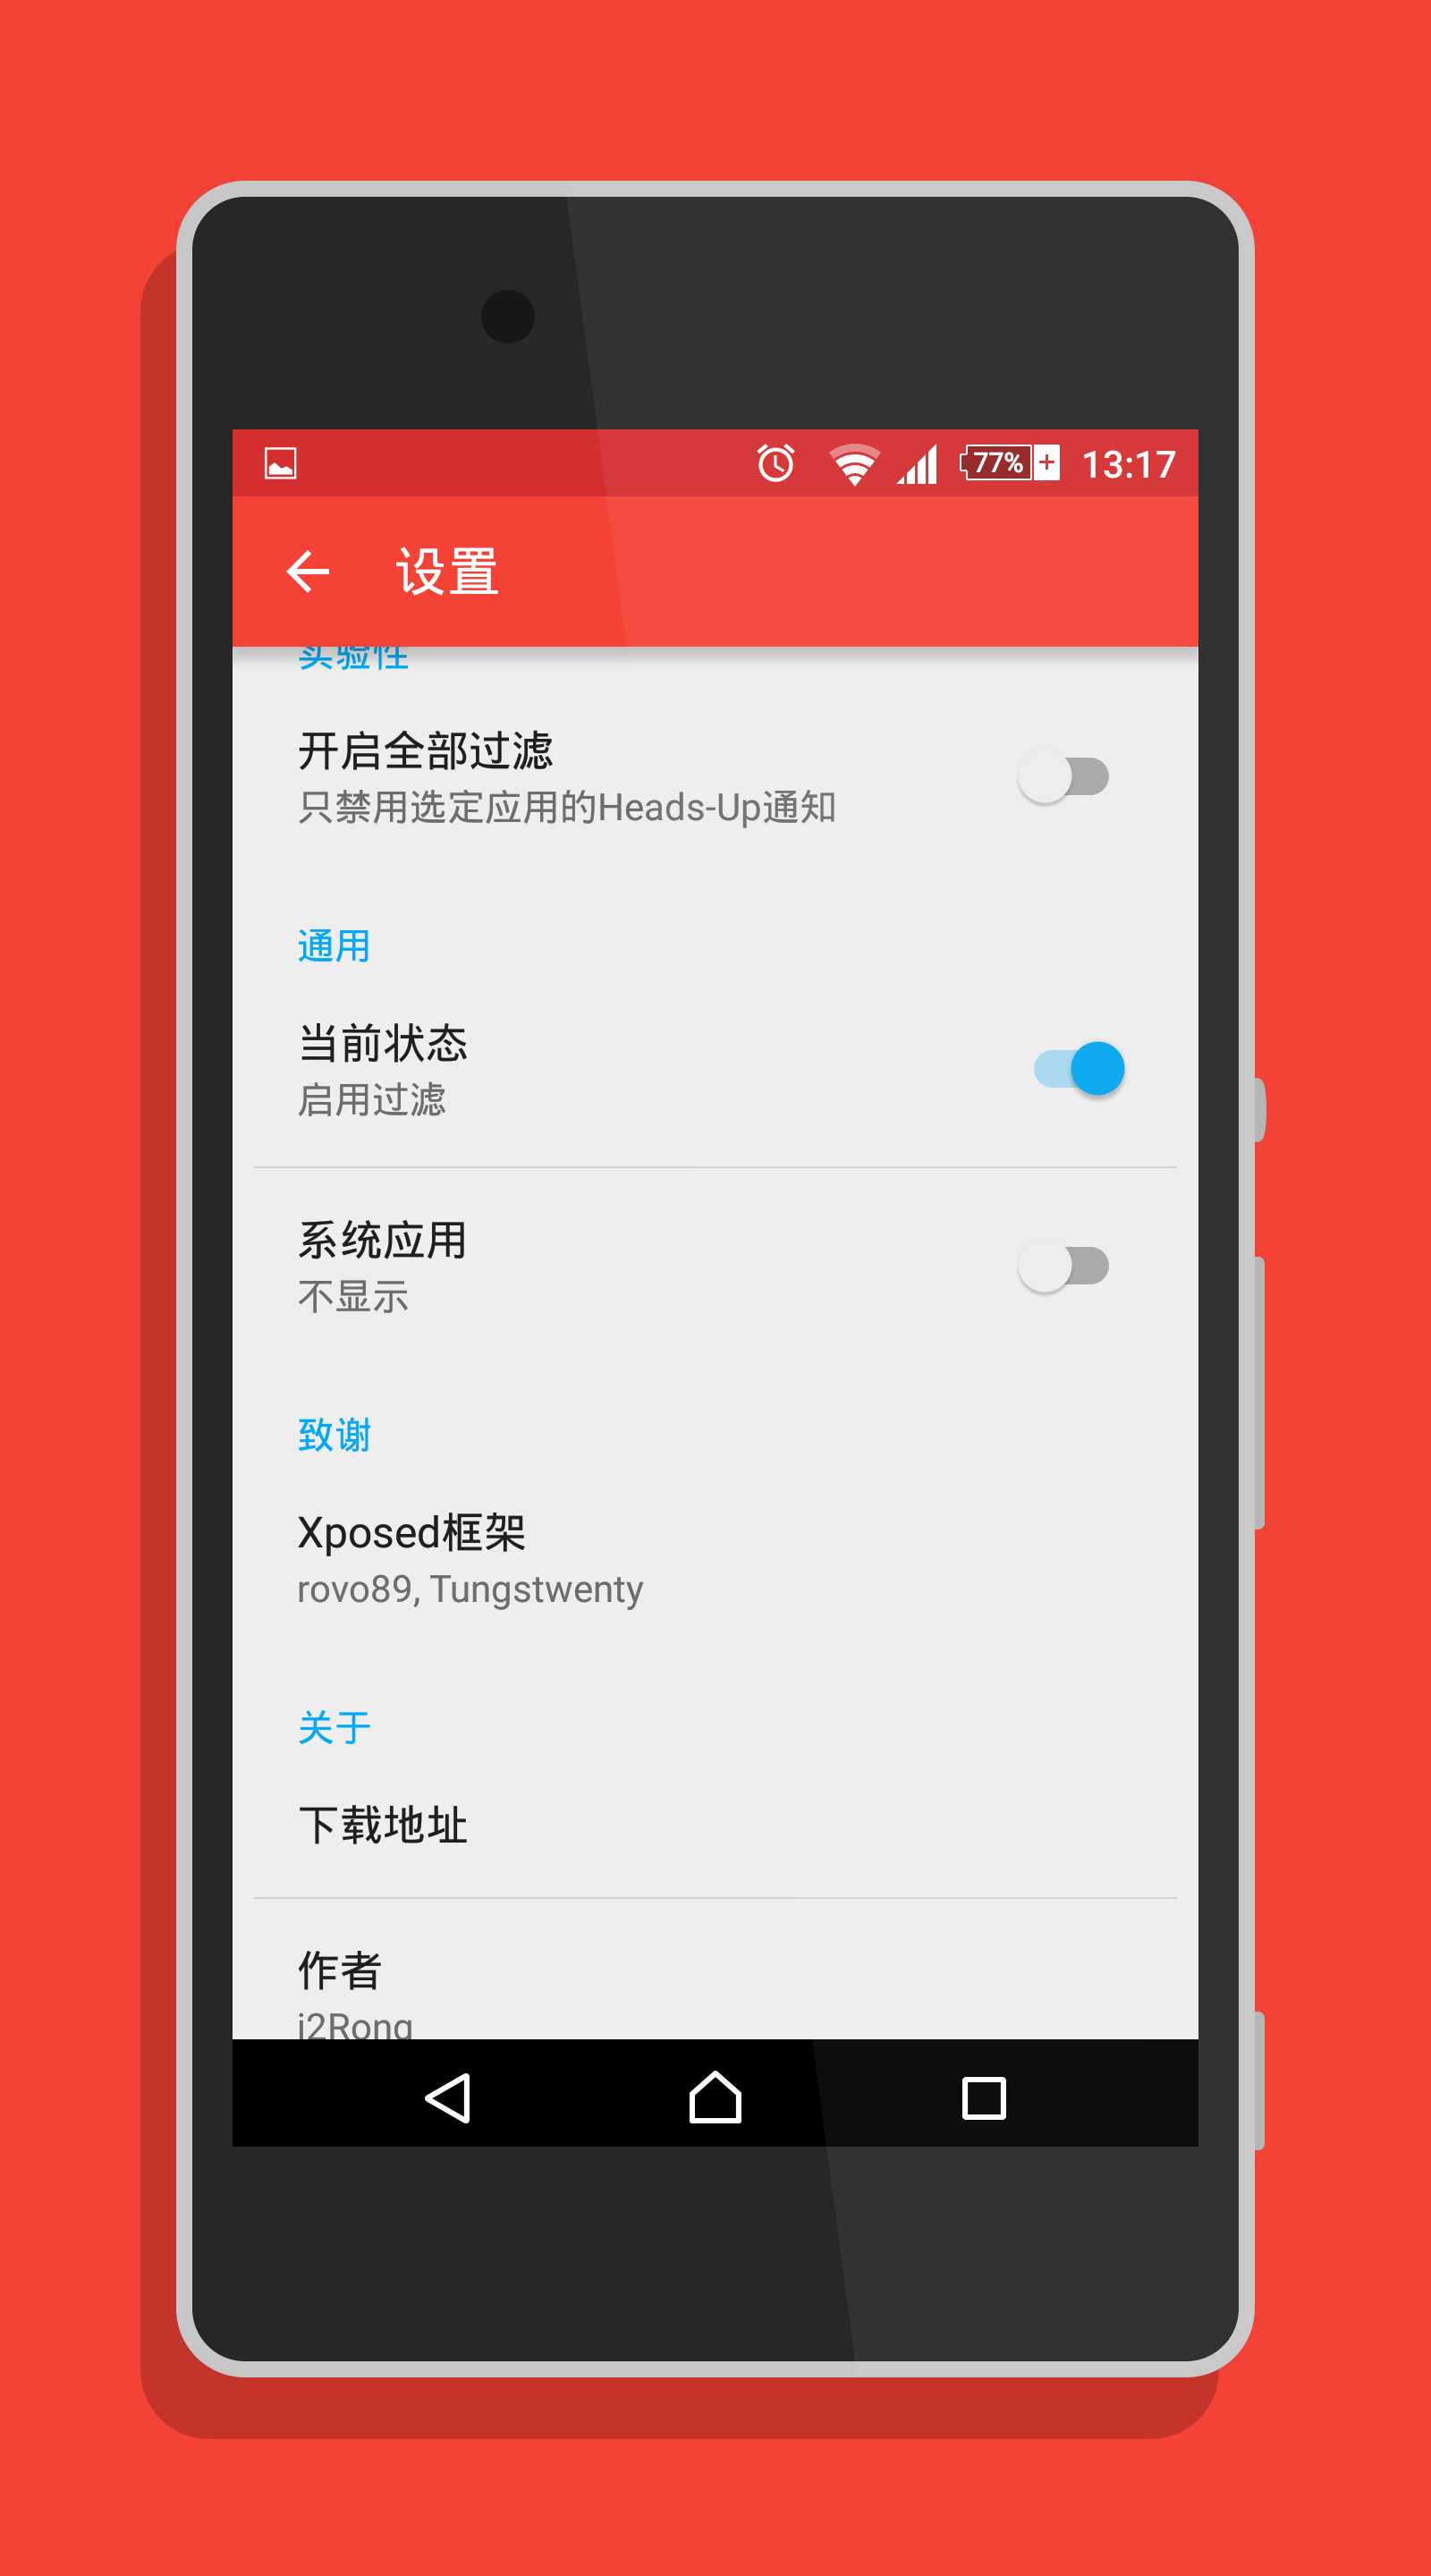 77%
13:17
设置
实验性
开启全部过滤
只禁用选定应用的Heads-Up通知
通用
当前状态
启用过滤
系统应用
不显示
致谢
Xposed框架
rovo89, Tungstwenty
关于
下载地址
作者
i2Rong